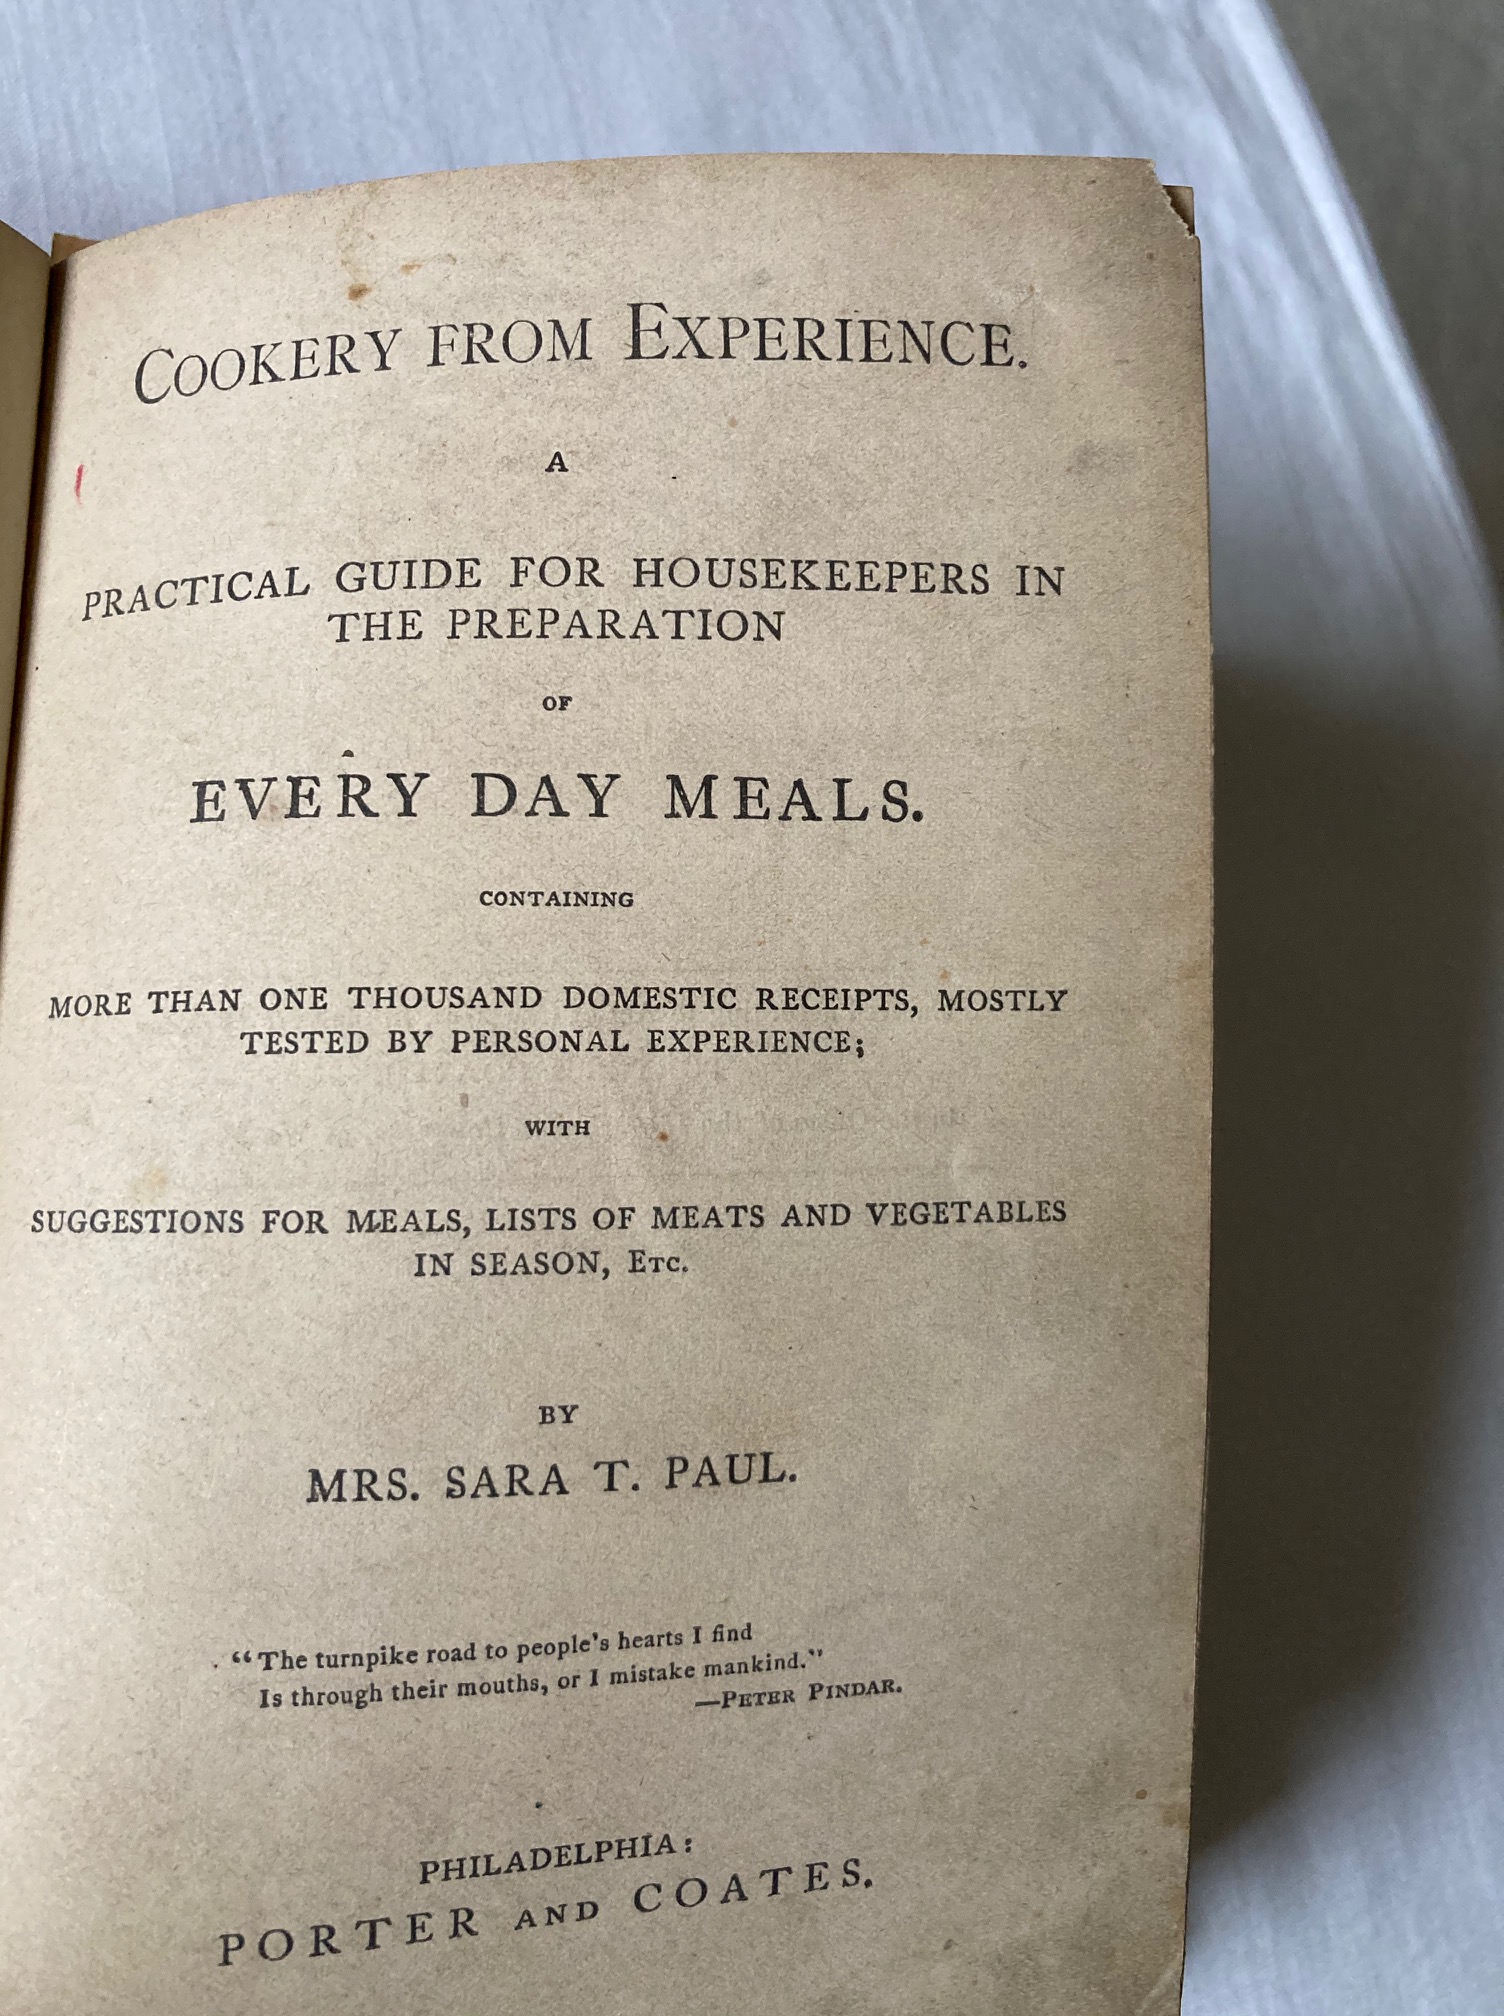 COOKERY FROM EXPERIENCE.
A
PRACTICAL GUIDE FOR HOUSEKEEPERS IN
THE PREPARATION
OF
EVERY DAY MEALS.
CONTAINING
MORE THAN ONE THOUSAND DOMESTIC RECEIPTS, MOSTLY
TESTED BY PERSONAL EXPERIENCE;
WITH
SUGGESTIONS FOR MEALS, LISTS OF MEATS AND VEGETABLES
IN SEASON, ETC.
BY
MRS. SARA T. PAUL.
“The turnpike road to people's hearts I find
Is through their mouths, or I mistake mankind.”
—PETER PINDAR.
PHILADELPHIA:
PORTER AND COATES.